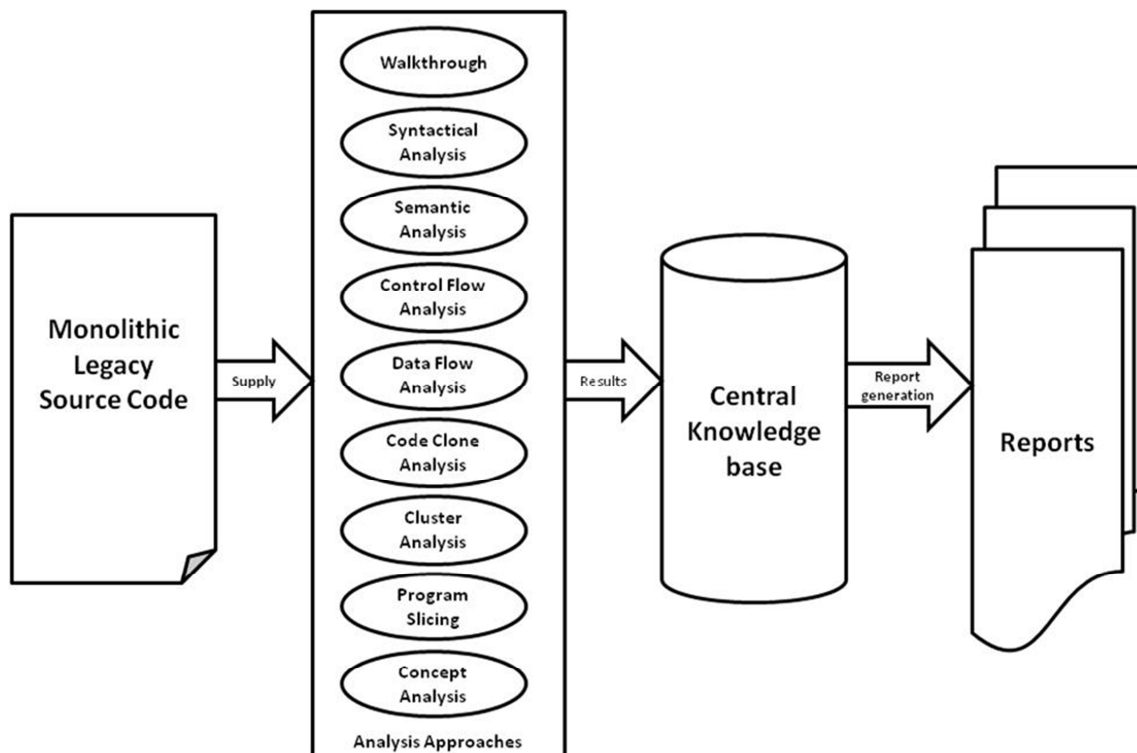 Monolithic
Legacy
Source Code
Supply
Walkthrough
Syntactical
Analysis
Semantic
Analysis
Control Flow
Analysis
Data Flow
Analysis
Code Clone
Analysis
Cluster
Analysis
Program
Slicing
Concept
Analysis
Analysis Approaches
Results
Central
Knowledge
base
Report
generation
Reports